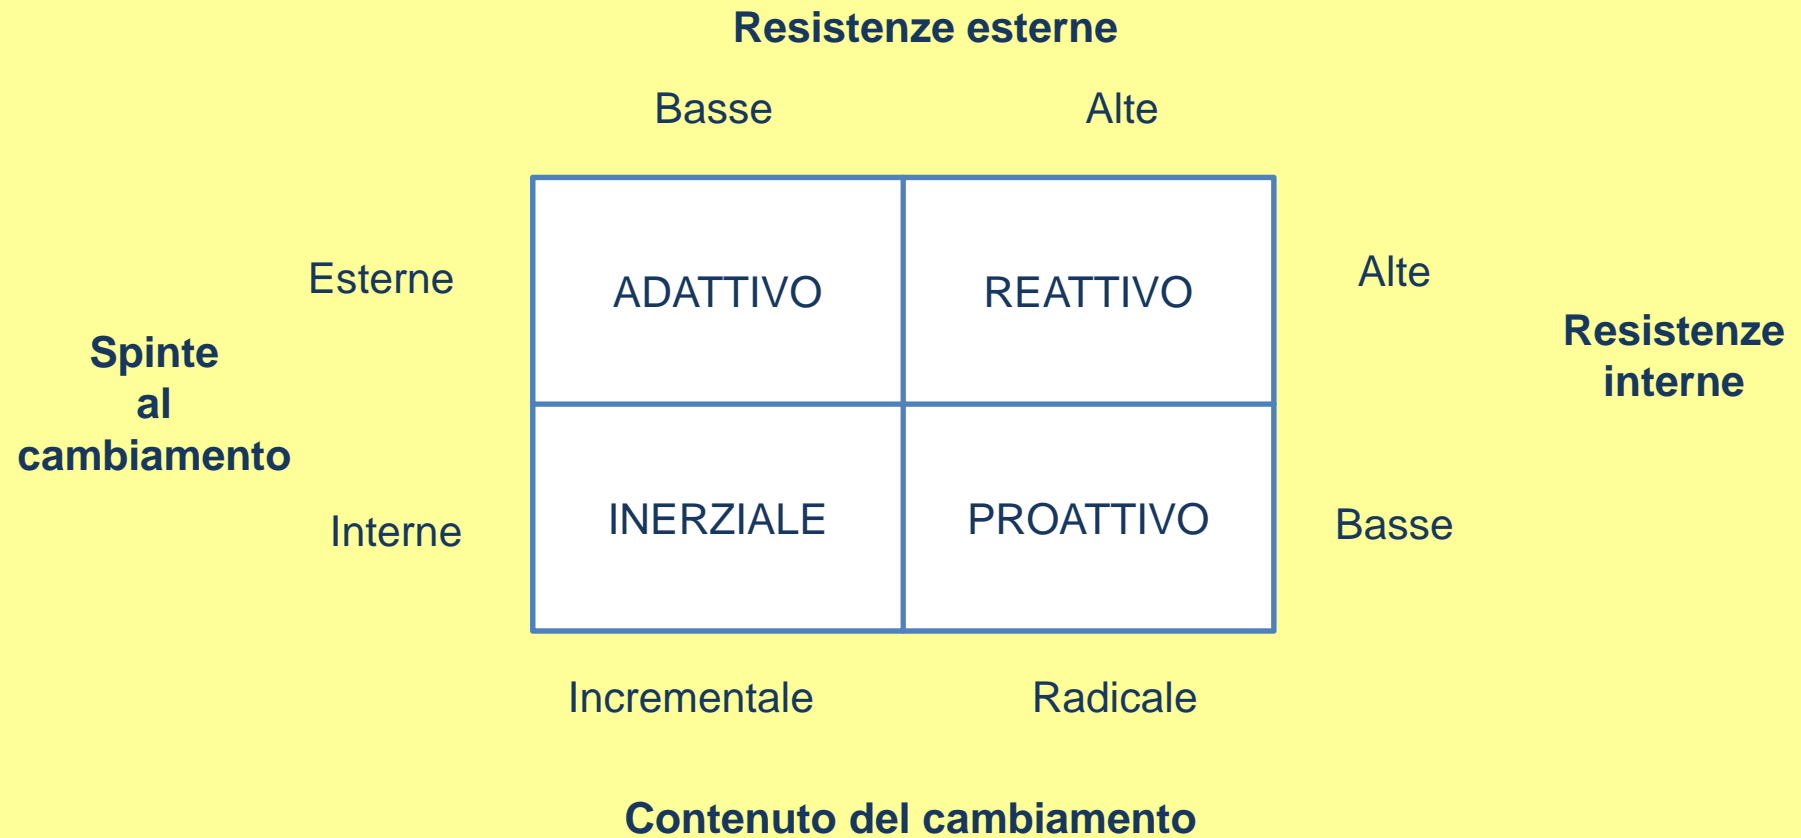 Resistenze esterne
Basse Alte
Esterne ADATTIVO REATTIVO Alte
Spinte
al
cambiamento
Resistenze
interne
Interne INERZIALE PROATTIVO Basse
Incrementale Radicale
Contenuto del cambiamento